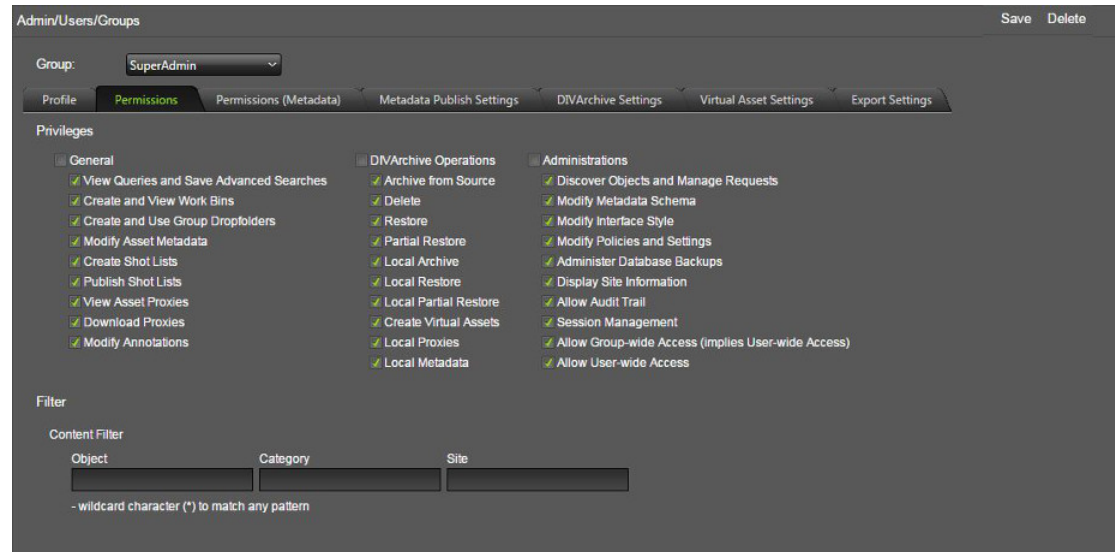 Admin/Users/Groups
Save Delete
Group: SuperAdmin
Profile Permissions Permissions (Metadata) Metadata Publish Settings DIVArchive Settings Virtual Asset Settings Export Settings
Privileges
General
View Queries and Save Advanced Searches
Create and View Work Bins
Create and Use Group Dropfolders
Modify Asset Metadata
Create Shot Lists
Publish Shot Lists
View Asset Proxies
Download Proxies
Modify Annotations
DIVArchive Operations
Archive from Source
Delete
Restore
Partial Restore
Local Archive
Local Restore
Local Partial Restore
Create Virtual Assets
Local Proxies
Local Metadata
Administrations
Discover Objects and Manage Requests
Modify Metadata Schema
Modify Interface Style
Modify Policies and Settings
Administer Database Backups
Display Site Information
Allow Audit Trail
Session Management
Allow Group-wide Access (implies User-wide Access)
Allow User-wide Access
Filter
Content Filter
Object Category Site
- wildcard character (*) to match any pattern